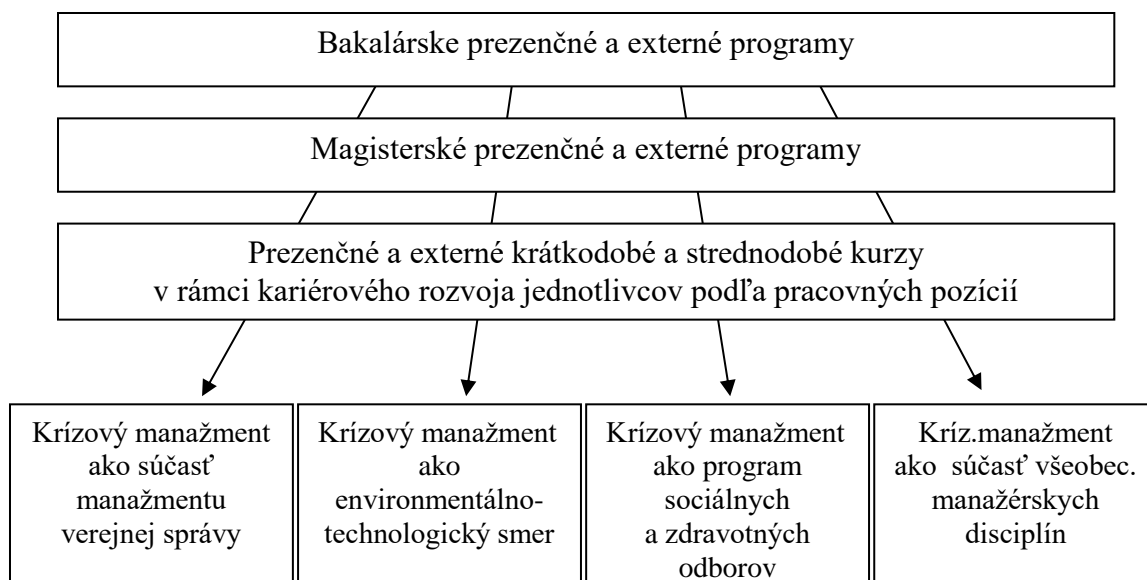 Bakalárske prezenčné a externé programy
Magisterské prezenčné a externé programy
Prezenčné a externé krátkodobé a strednodobé kurzy
v rámci kariérového rozvoja jednotlivcov podľa pracovných pozícií
Krízový manažment
ako súčasť
manažmentu
verejnej správy
Krízový manažment
ako
environmentálno-
technologický smer
Krízový manažment
ako program
sociálnych
a zdravotných
odborov
Kríz.manažment
ako súčasť všeobec.
manažérskych
disciplín